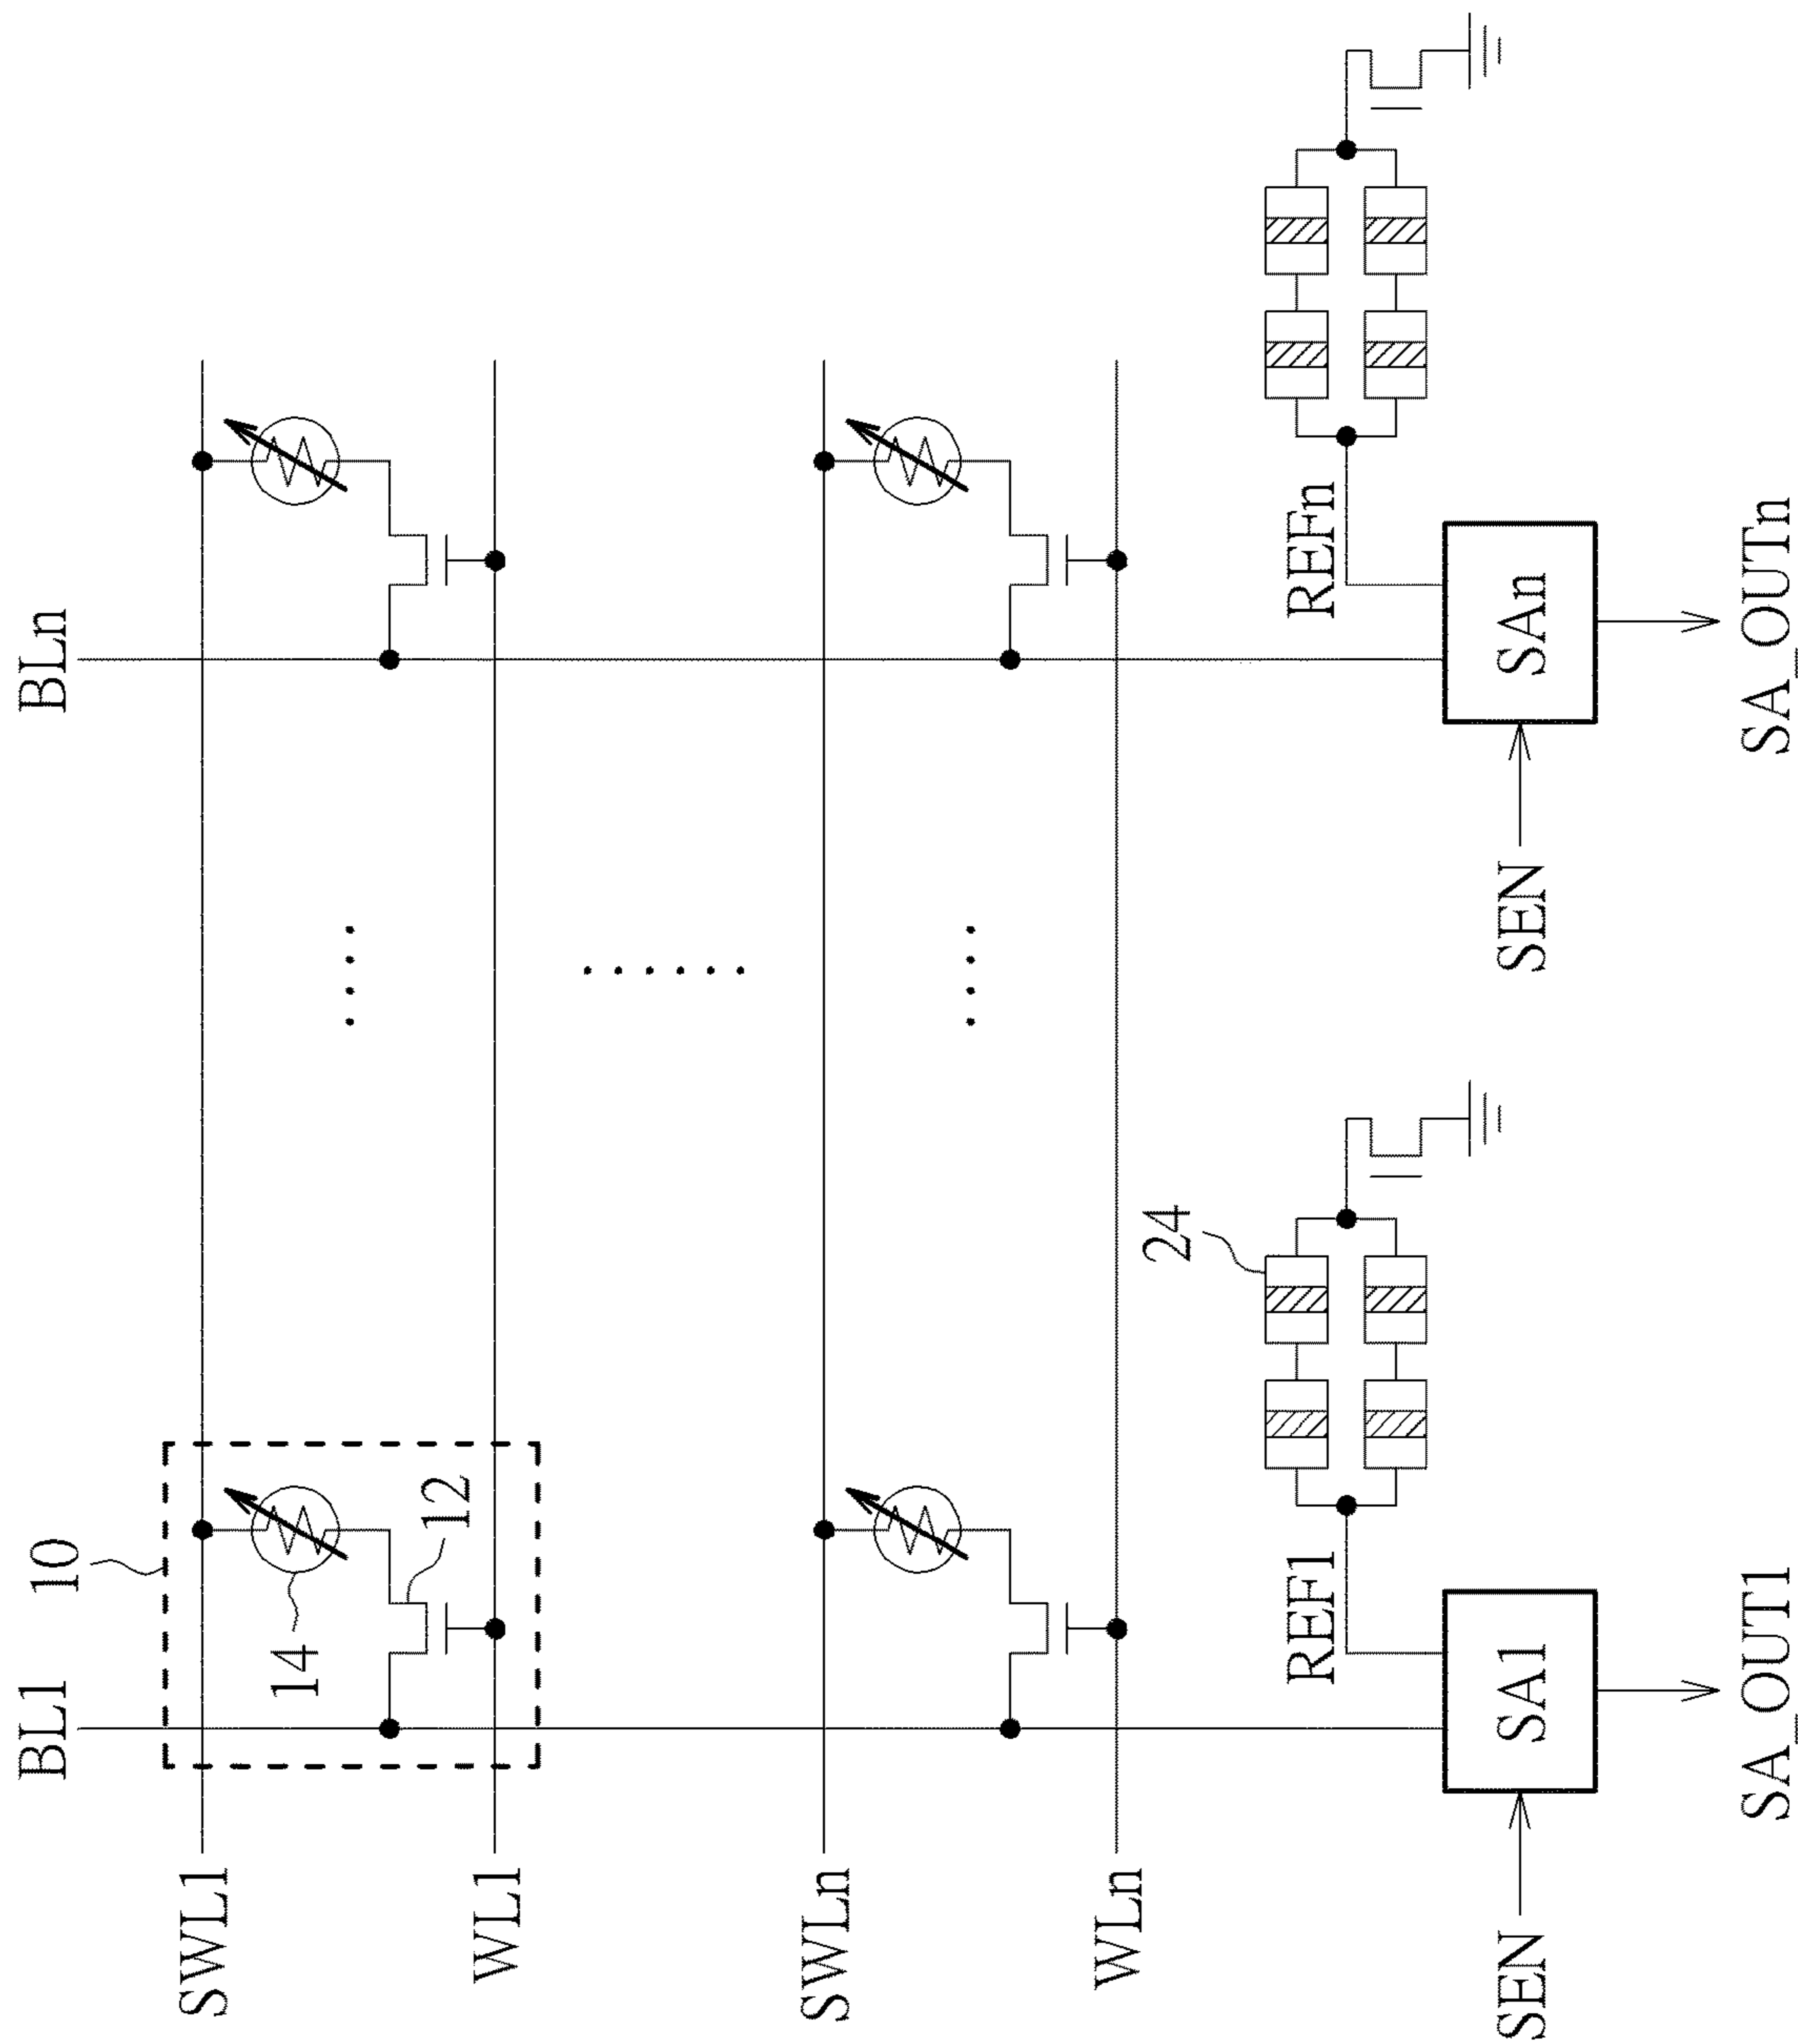 BL1
BLn
10
SWL1
14
12
WL1
SWLn
WLn
24
REF1
REFn
SEN
SA1
SEN
SAn
SA_OUT1
SA_OUTn